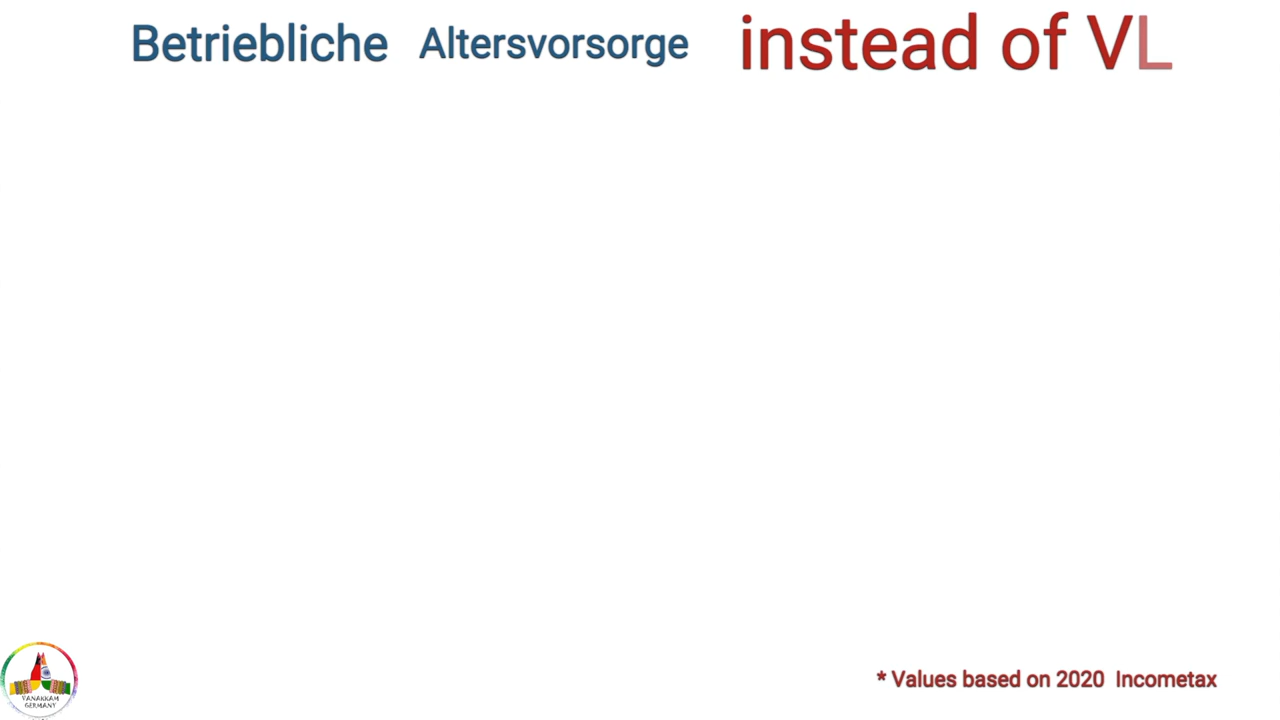 Betriebliche Altersvorsorge instead of VL
VANAKKAM
GERMANY
* Values based on 2020 Incometax